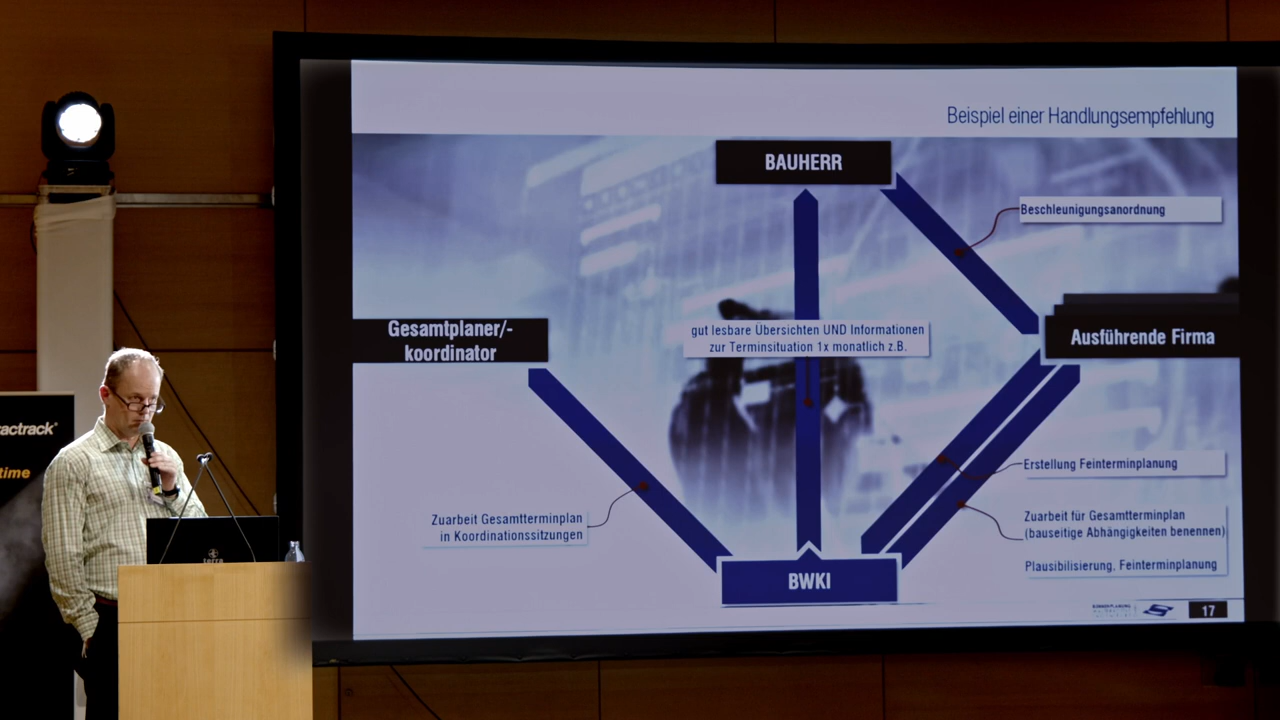 Beispiel einer Handlungsempfehlung
BAUHERR
Beschleunigungsanordnung
Gesamtplaner/-
koordinator
gut lesbare Übersichten UND Informationen
zur Terminsituation 1x monatlich z.B.
Ausführende Firma
actrack®
time
Erstellung Feinterminplanung
Zuarbeit Gesamtterminplan
in Koordinationssitzungen
Zuarbeit für Gesamtterminplan
(bauseitige Abhängigkeiten benennen)
Plausibilisierung, Feinterminplanung
BWKI
terra
17